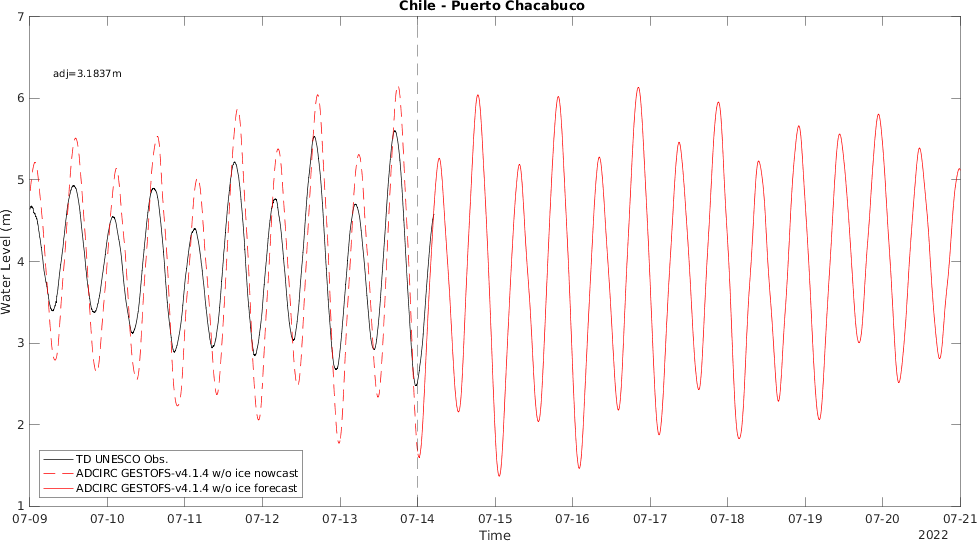 Chile - Puerto Chacabuco
7
6
5
4
3
2
1
Water Level (m)
adj=3.1837m
TD UNESCO Obs.
ADCIRC GESTOFS-v4.1.4 w/o ice nowcast
ADCIRC GESTOFS-v4.1.4 w/o ice forecast
07-09 07-10 07-11 07-12 07-13 07-14 07-15 07-16 07-17 07-18 07-19 07-20 07-21
Time
2022